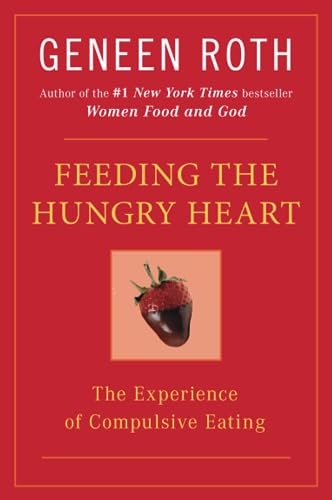 GENEEN ROTH
Author of the #1 New York Times bestseller
Women Food and God
FEEDING THE
HUNGRY HEART
The Experience
of Compulsive Eating